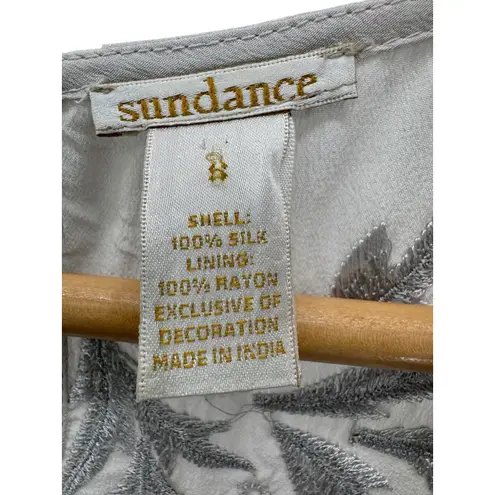 sundance
8
SHELL:
100% SILK
LINING:
100% RAYON
EXCLUSIVE OF
DECORATION
MADE IN INDIA